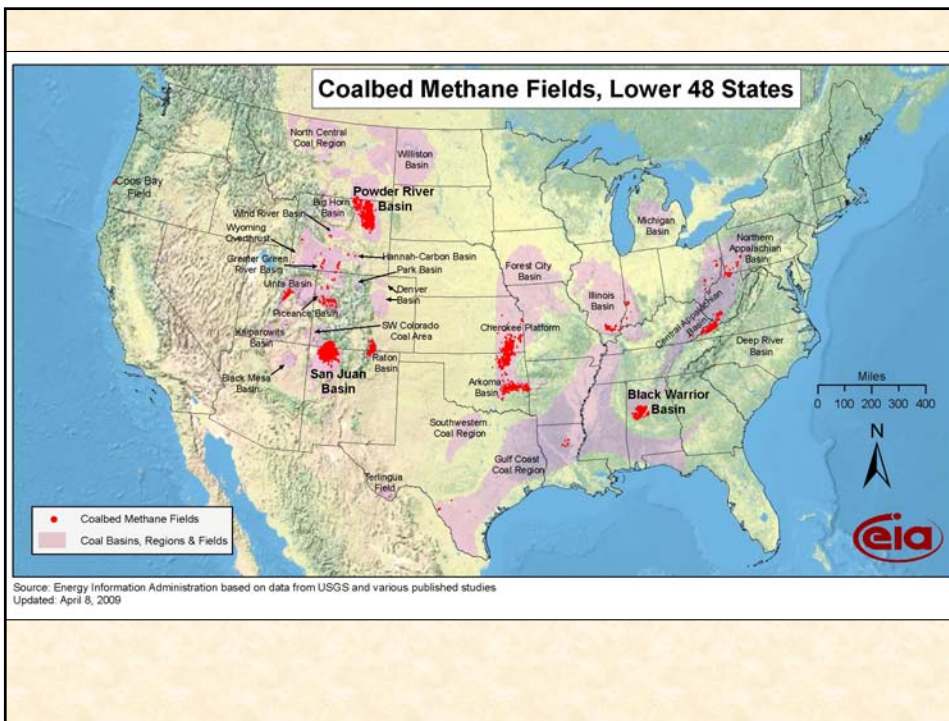 Coalbed Methane Fields, Lower 48 States
North Central
Coal Region
Williston
Basin
Coos Bay
Field
Powder River
Basin
Big Horn
Basin
Wind River Basin
Wyoming
Overthrust
Greater Green
River Basin
Hannah-Carbon Basin
Park Basin
Uinta Basin
Denver
Basin
Piceance Basin
Kaiparowits
Basin
SW Colorado
Coal Area
Black Mesa
Basin
San Juan
Basin
Raton
Basin
Michigan
Basin
Northern
Appalachian
Basin
Forest City
Basin
Illinois
Basin
Central Appalachian
Basin
Cherokee Platform
Deep River
Basin
Arkoma
Basin
Black Warrior
Basin
Southwestern
Coal Region
Gulf Coast
Coal Region
Terlingua
Field
Miles
0 100 200 300 400
N
Coalbed Methane Fields
Coal Basins, Regions & Fields
eia
Source: Energy Information Administration based on data from USGS and various published studies
Updated: April 8, 2009